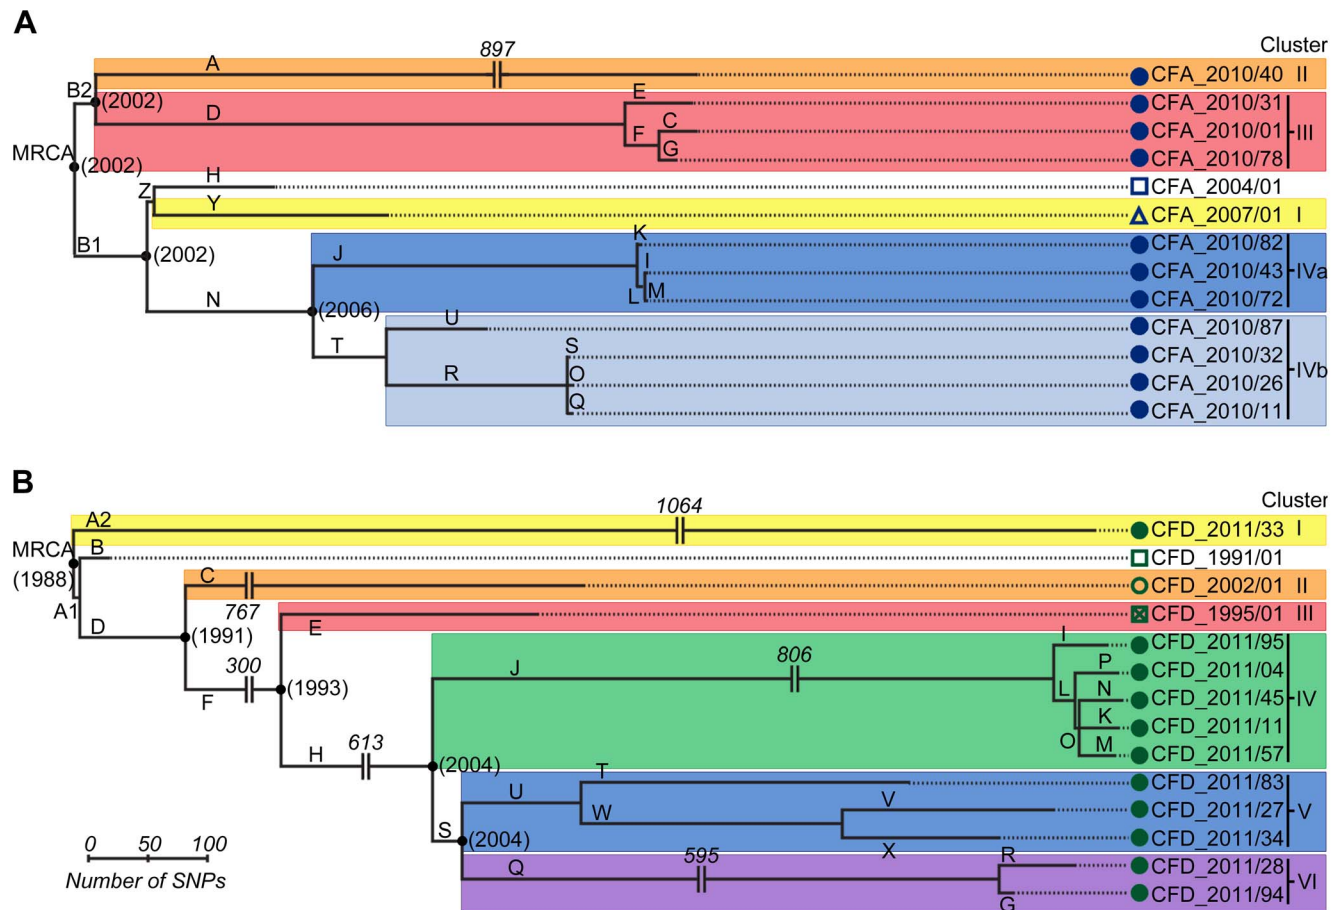 A
Cluster
897
A
CFA_2010/40 II
B2
(2002)
E
CFA_2010/31
D
C
F
CFA_2010/01
III
G
MRCA
(2002)
CFA_2010/78
H
Z
CFA_2004/01
Y
CFA_2007/01 I
K
B1
(2002)
J
CFA_2010/82
I
CFA_2010/43
IVa
N
L
M
CFA_2010/72
(2006)
U
CFA_2010/87
T
S
CFA_2010/32
R
O
IVb
CFA_2010/26
Q
CFA_2010/11
B
Cluster
1064
A2
CFD_2011/33 I
MRCA
B
CFD_1991/01
(1988)
C
CFD_2002/01 II
767
A1
D
E
CFD_1995/01 III
(1991)
I
CFD_2011/95
300
806
J
P
CFD_2011/04
(1993)
F
L
N
CFD_2011/45
IV
K
CFD_2011/11
613
H
O
M
CFD_2011/57
(2004)
T
CFD_2011/83
U
V
W
CFD_2011/27
V
S
(2004)
CFD_2011/34
X
0 50 100
595
Q
R
CFD_2011/28
VI
Number of SNPs
CFD_2011/94
G